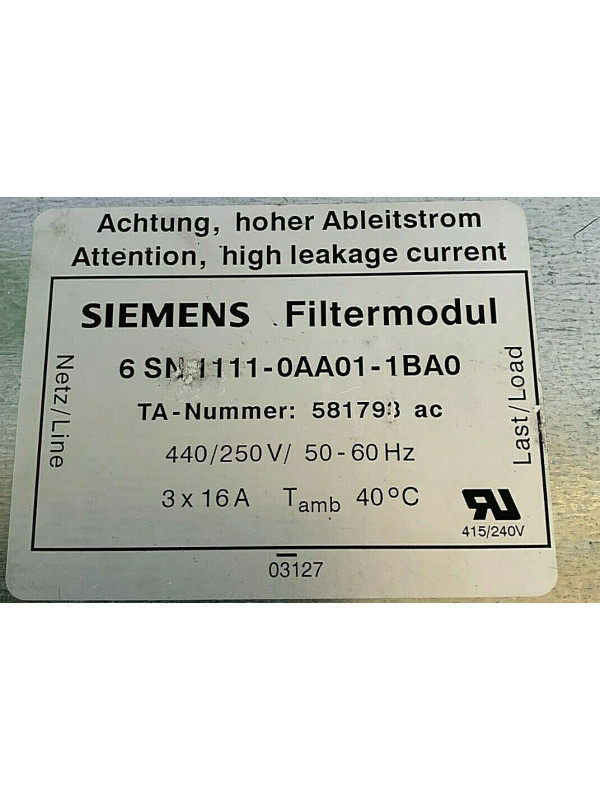 Achtung, hoher Ableitstrom
Attention, high leakage current
SIEMENS Filtermodul
6 SN 1111-0AA01-1BA0
TA-Nummer: 581793 ac
440/250 V/ 50-60 Hz
3 x 16 A Tamb 40°C
Netz/Line
Last/Load
415/240V
03127